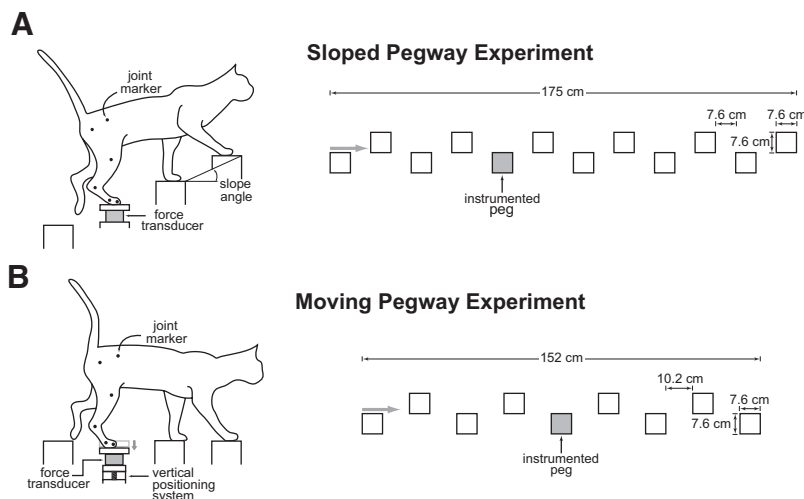 A
Sloped Pegway Experiment
joint
marker
175 cm
7.6 cm
7.6 cm
7.6 cm
slope
angle
force
transducer
instrumented
peg
B
Moving Pegway Experiment
joint
marker
152 cm
10.2 cm
7.6 cm
7.6 cm
force
transducer
vertical
positioning
system
instrumented
peg